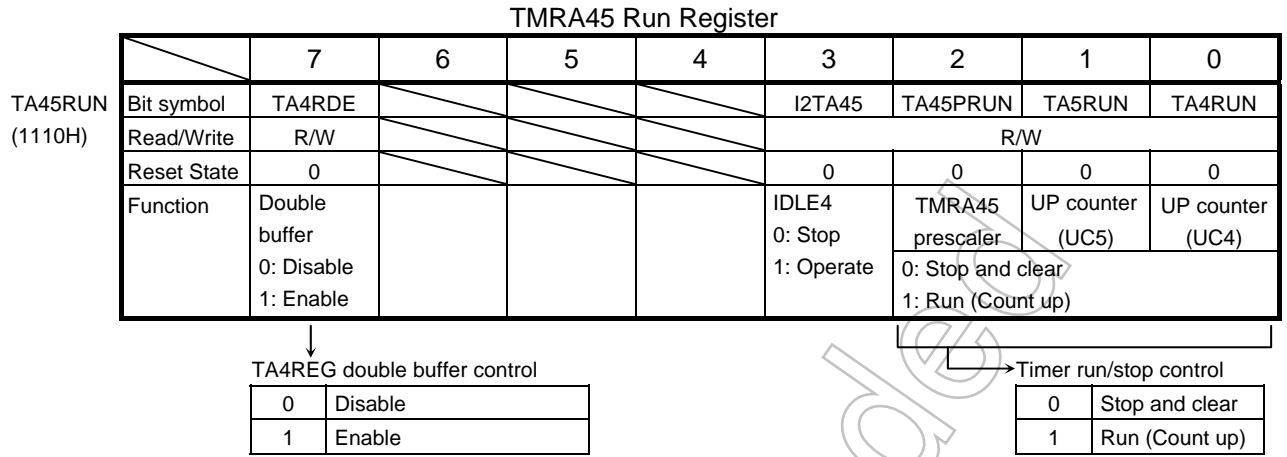 TMRA45 Run Register
7 6 5 4 3 2 1 0
TA45RUN Bit symbol TA4RDE I2TA45 TA45PRUN TA5RUN TA4RUN
(1110H) Read/Write R/W R/W
Reset State 0 0 0 0 0
Function Double IDLE4 TMRA45 UP counter UP counter
buffer 0: Stop prescaler (UC5) (UC4)
0: Disable 1: Operate 0: Stop and clear
1: Enable 1: Run (Count up)
TA4REG double buffer control Timer run/stop control
0 Disable 0 Stop and clear
1 Enable 1 Run (Count up)
ded